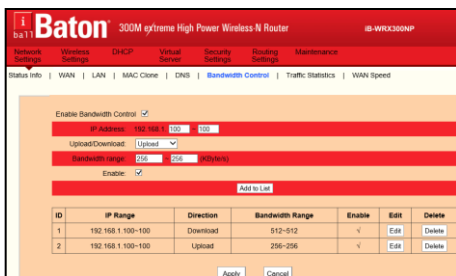 i ball Baton 300M extreme High Power Wireless-N Router iB-WRX300NP
Network Settings Wireless Settings DHCP Virtual Server Security Settings Routing Settings Maintenance
Status Info | WAN | LAN | MAC Clone | DNS | Bandwidth Control | Traffic Statistics | WAN Speed
Enable Bandwidth Control
IP Address: 192.168.1. 100 ~ 100
Upload/Download: Upload
Bandwidth range: 256 ~ 256 (KByte/s)
Enable:
Add to List
ID IP Range Direction Bandwidth Range Enable Edit Delete
1 192.168.1.100~100 Download 512~512 √ Edit Delete
2 192.168.1.100~100 Upload 256~256 √ Edit Delete
Apply Cancel